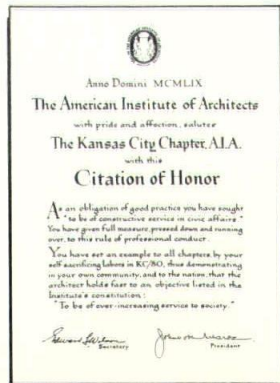 Anno Domini MCMLIX
The American Institute of Architects
with pride and affection, salutes
The Kansas City Chapter, A.I.A.
with this
Citation of Honor
As an obligation of good practice you have sought
"to be of constructive service in civic affairs."
You have given full measure, pressed down and running
over, to this rule of professional conduct.
You have set an example to all chapters by your
self sacrificing labors in KC/80, thus demonstrating
in your own community, and to the nation, that the
architect holds fast to an objective listed in the
Institute's constitution:
"To be of ever-increasing service to society."
Secretary
President